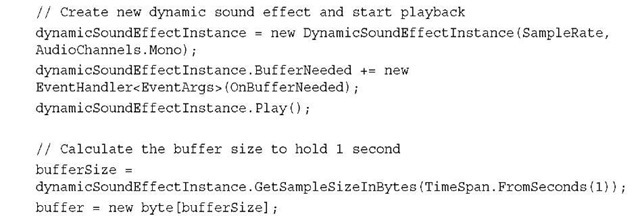 // Create new dynamic sound effect and start playback
dynamicSoundEffectInstance = new DynamicSoundEffectInstance(SampleRate,
AudioChannels.Mono);
dynamicSoundEffectInstance.BufferNeeded += new
EventHandler<EventArgs>(OnBufferNeeded);
dynamicSoundEffectInstance.Play();

// Calculate the buffer size to hold 1 second
bufferSize =
dynamicSoundEffectInstance.GetSampleSizeInBytes(TimeSpan.FromSeconds(1));
buffer = new byte[bufferSize];